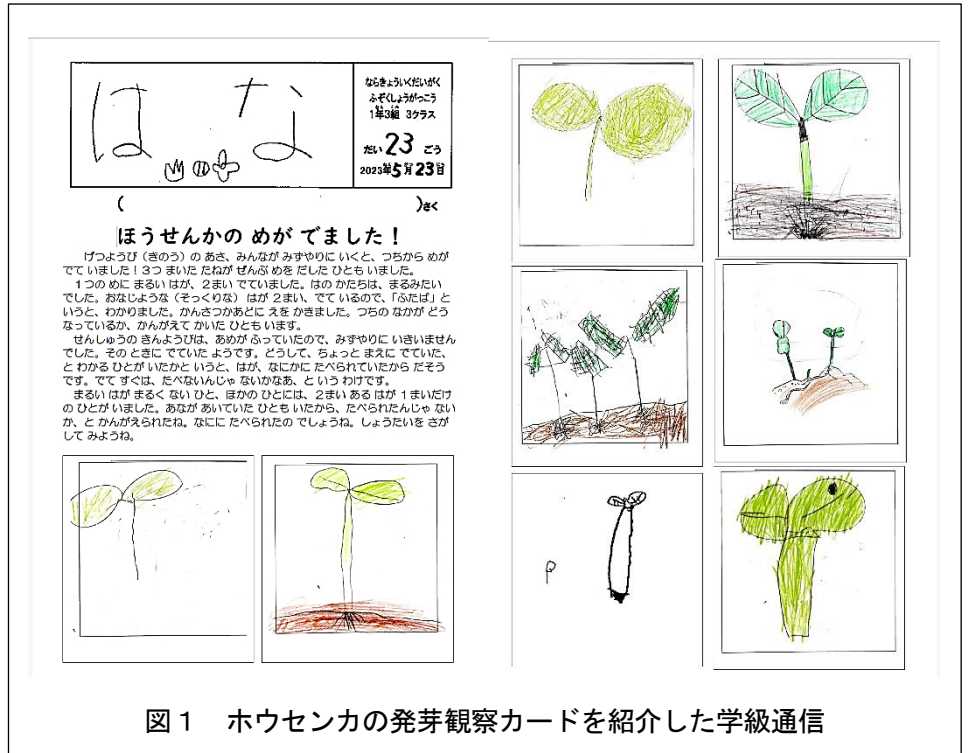 はな
ならきょういくだいがく
ふぞくしょうがっこう
1年3組 3クラス
だい23ごう
2023年5月23日
(　　　)さく
ほうせんかの めが でました！
げつようび（きのう）の あさ、みんなが みずやりに いくと、つちから めが
でて いました！３つ まいた たねが ぜんぶ めを だした ひとも いました。
１つの めに まるい はが、２まい でていました。はの かたちは、まるみたい
でした。おなじような（そっくりな）はが ２まい、でて いるので、「ふたば」と
いうと、わかりました。かんさつかあどに えを かきました。つちの なかが どう
なっているか、かんがえて かいた ひとも います。
せんしゅうの きんようびは、あめが ふっていたので、みずやりに いきいません
でした。その ときに でていた ようです。どうして、ちょっと まえに でていた、
と わかる ひとが いたかと いうと、はが、なにかに たべられていたから だそう
です。でて すぐは、たべないんじゃ ないかなあ、と いう わけです。
まるい はが まるく ない ひと、ほかの ひとには、２まい ある はが １まいだけ
の ひとが いました。あなが あいていた ひとも いたから、たべられたんじゃ ない
か、と かんがえられたね。なにに たべられたの でしょうね。しょうたいを さが
して みようね。
図１　ホウセンカの発芽観察カードを紹介した学級通信